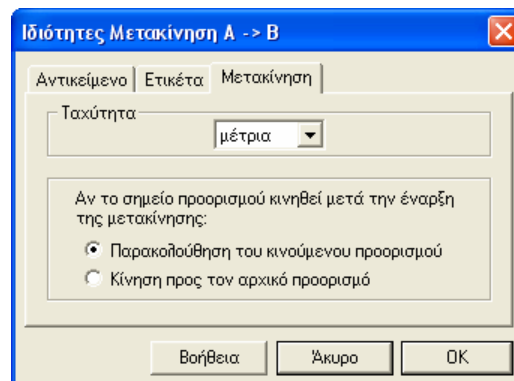 Ιδιότητες Μετακίνηση A -> B
Αντικείμενο Ετικέτα Μετακίνηση
Ταχύτητα
μέτρια
Αν το σημείο προορισμού κινηθεί μετά την έναρξη
της μετακίνησης:
Παρακολούθηση του κινούμενου προορισμού
Κίνηση προς τον αρχικό προορισμό
Βοήθεια Άκυρο OK